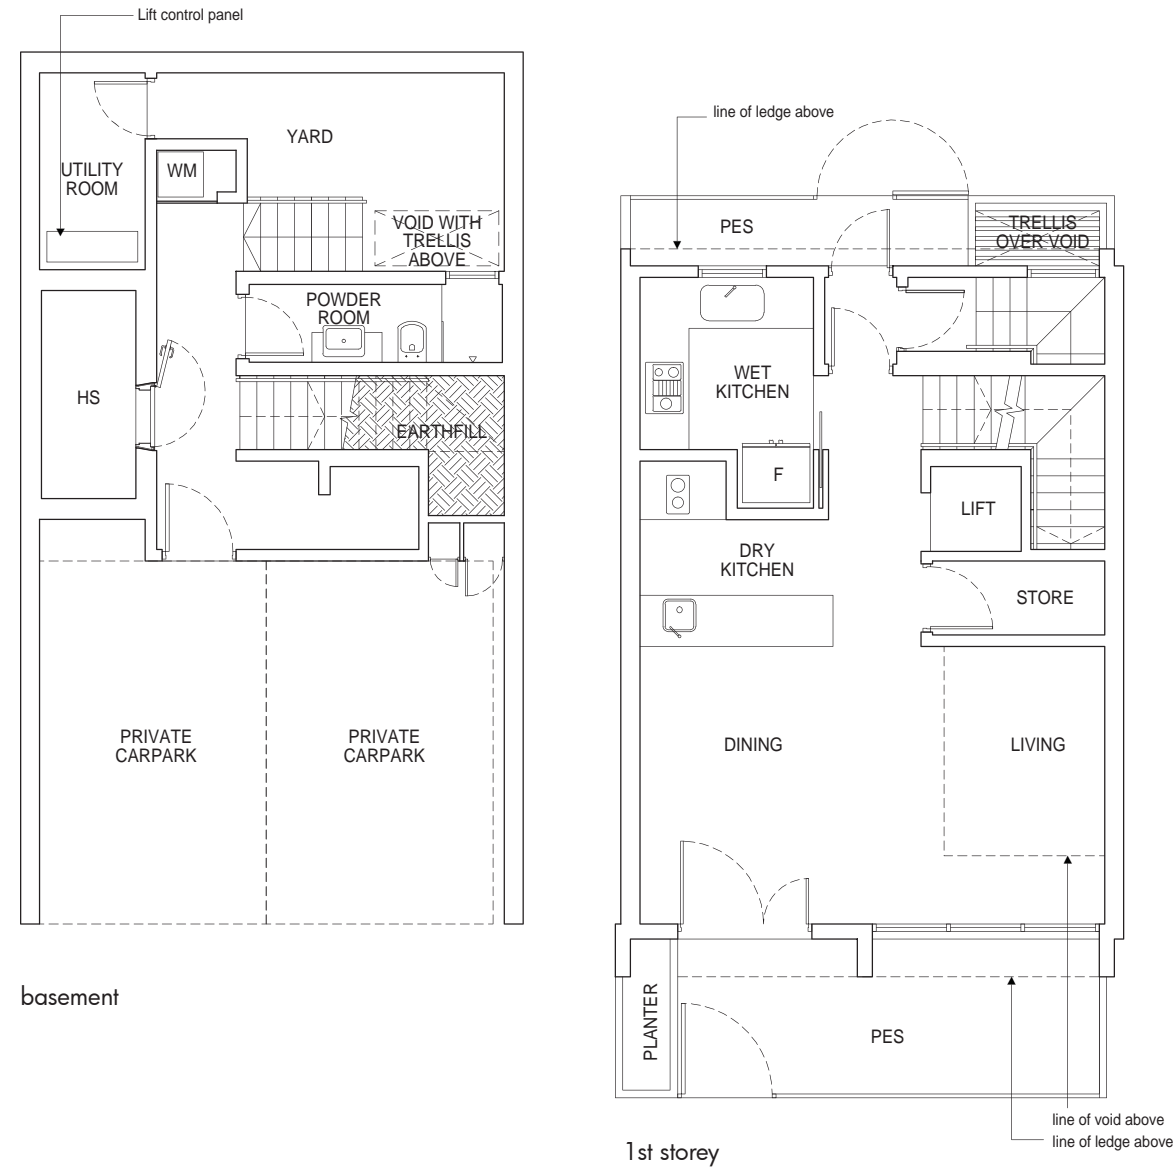 Lift control panel
YARD
UTILITY
ROOM
WM
VOID WITH
TRELLIS
ABOVE
POWDER
ROOM
HS
EARTHFILL
PRIVATE
CARPARK
PRIVATE
CARPARK
basement
line of ledge above
PES
TRELLIS
OVER VOID
WET
KITCHEN
F
LIFT
DRY
KITCHEN
STORE
DINING
LIVING
PLANTER
PES
line of void above
line of ledge above
1st storey